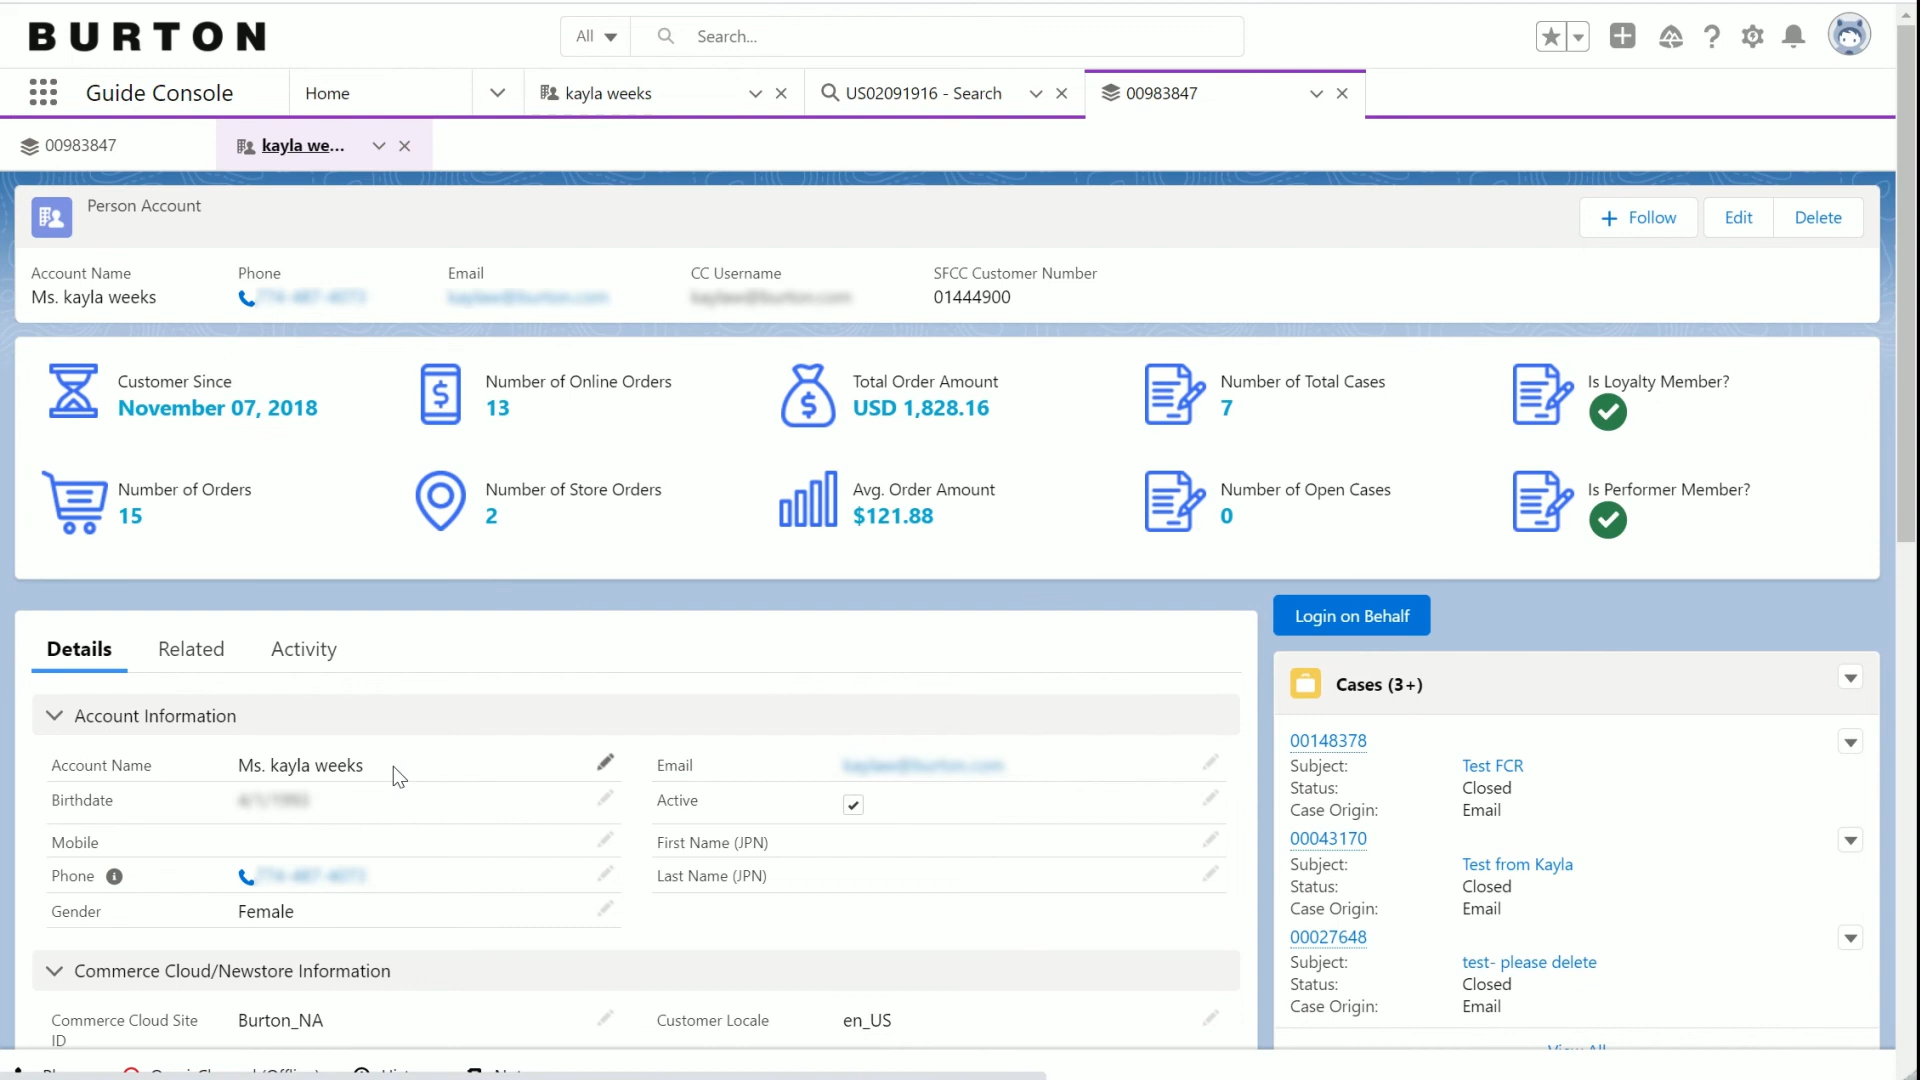 BURTON
All
Search...
Guide Console
Home
kayla weeks
US02091916 - Search
00983847
00983847
kayla we...
Person Account
Follow
Edit
Delete
Account Name
Phone
Email
CC Username
SFCC Customer Number
Ms. kayla weeks
01444900
Customer Since
November 07, 2018
Number of Online Orders
13
Total Order Amount
USD 1,828.16
Number of Total Cases
7
Is Loyalty Member?
Number of Orders
15
Number of Store Orders
2
Avg. Order Amount
$121.88
Number of Open Cases
0
Is Performer Member?
Login on Behalf
Details
Related
Activity
Account Information
Account Name
Ms. kayla weeks
Email
Birthdate
Active
Mobile
First Name (JPN)
Phone
Last Name (JPN)
Gender
Female
Commerce Cloud/Newstore Information
Commerce Cloud Site ID
Burton_NA
Customer Locale
en_US
Cases (3+)
00148378
Subject: Test FCR
Status: Closed
Case Origin: Email
00043170
Subject: Test from Kayla
Status: Closed
Case Origin: Email
00027648
Subject: test- please delete
Status: Closed
Case Origin: Email
View All